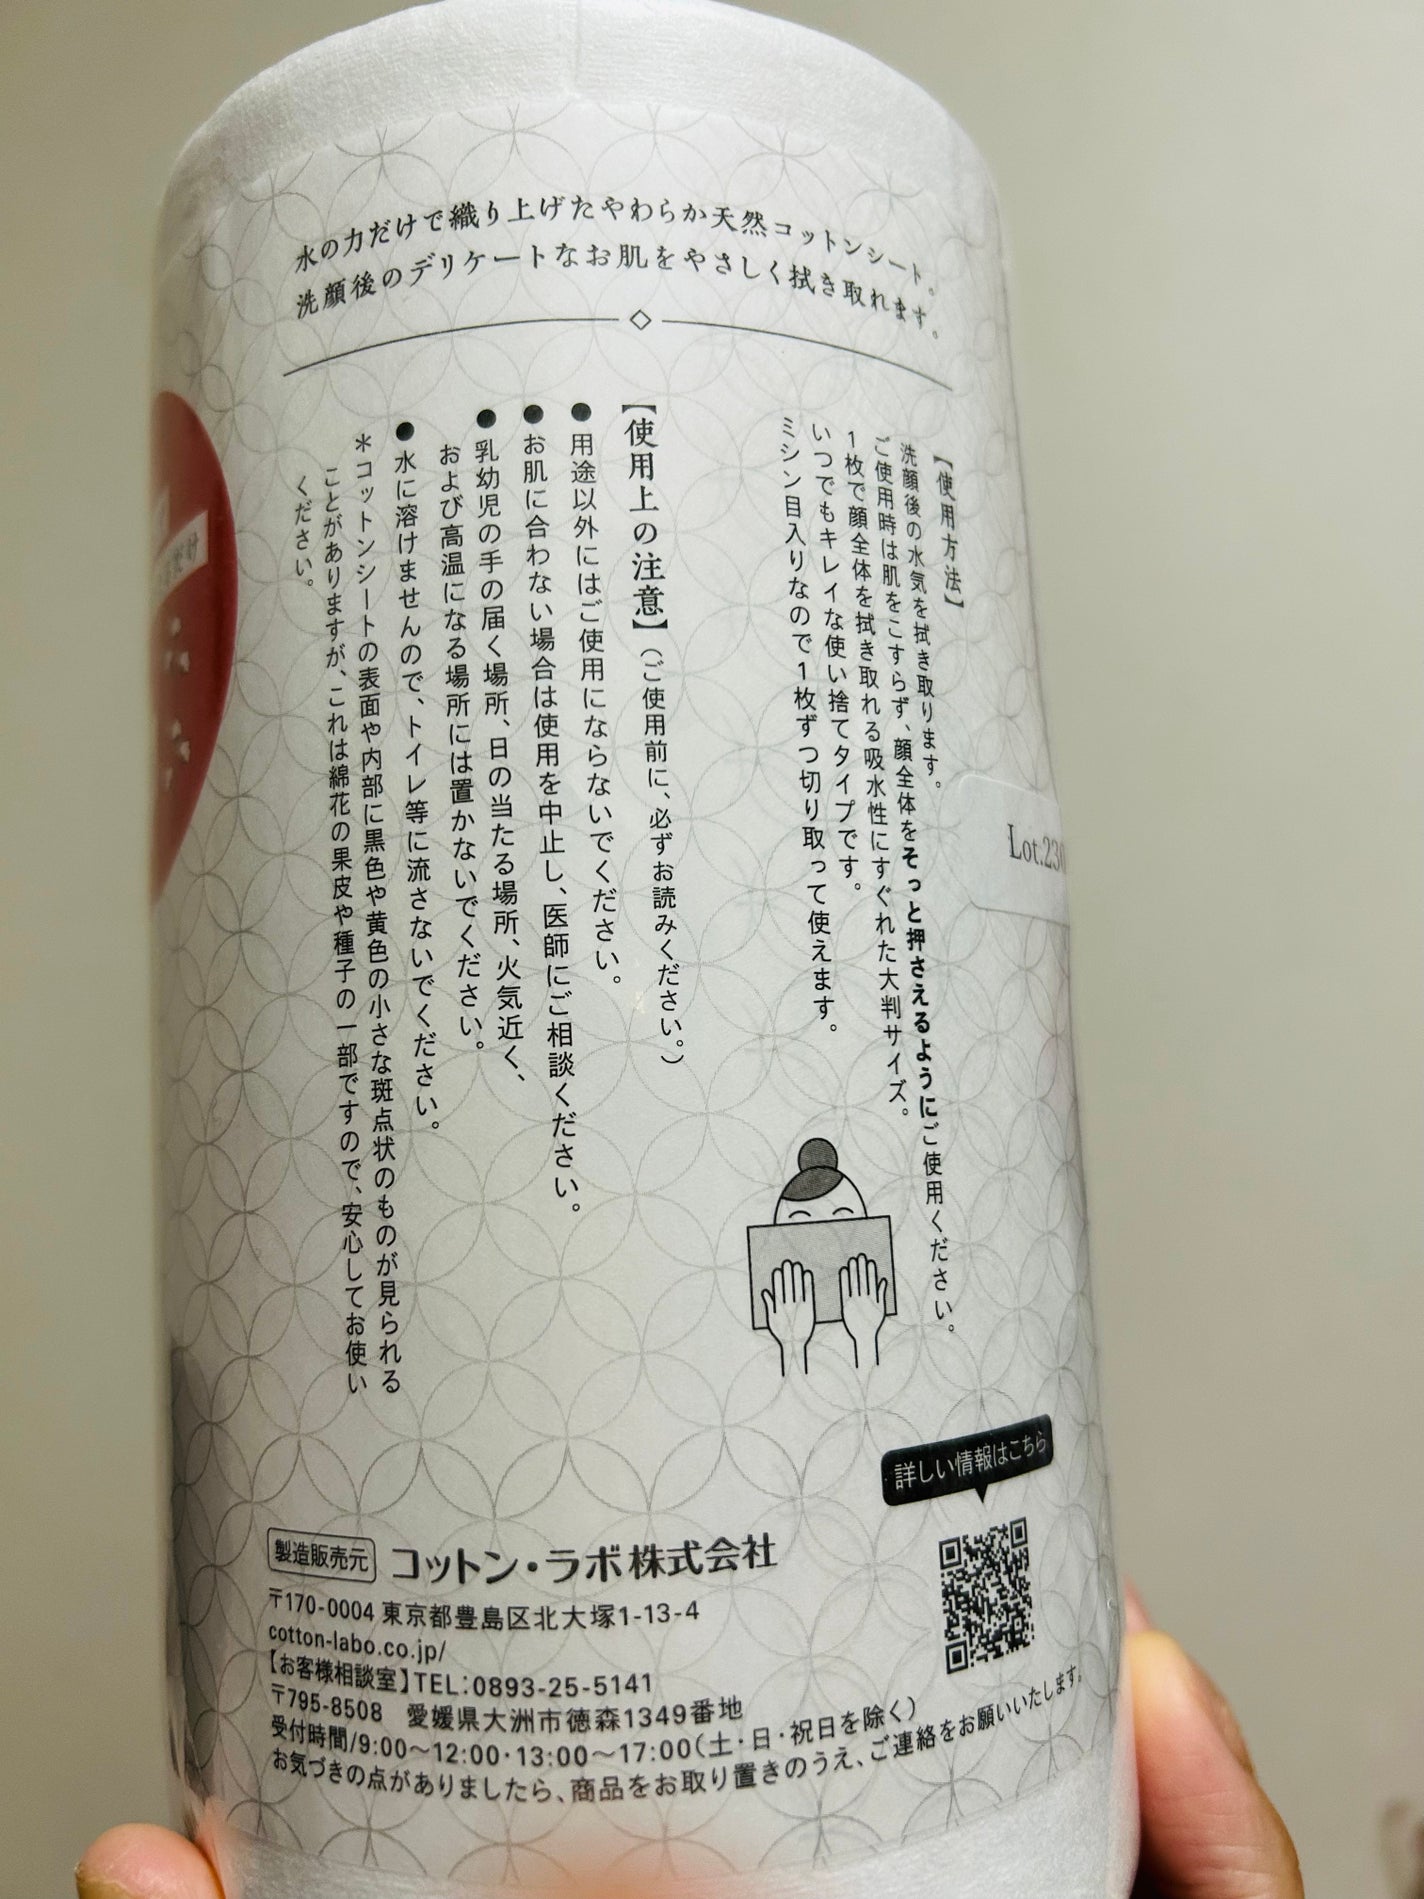 水の力だけで織り上げたやわらか天然コットンシート。
洗顔後のデリケートなお肌をやさしく拭き取れます。
【使用方法】
洗顔後の水気を拭き取ります。
ご使用時は肌をこすらず、顔全体をそっと押さえるようにご使用ください。
1枚で顔全体を拭き取れる吸水性にすぐれた大判サイズ。
いつでもキレイな使い捨てタイプです。
ミシン目入りなので1枚ずつ切り取って使えます。
【使用上の注意】(ご使用前に、必ずお読みください。)
●用途以外にはご使用にならないでください。
●お肌に合わない場合は使用を中止し、医師にご相談ください。
●乳幼児の手の届く場所、日の当たる場所、火気近く、
および高温になる場所には置かないでください。
●水に溶けませんので、トイレ等に流さないでください。
＊コットンシートの表面や内部に黒色や黄色の小さな斑点状のものが見られる
ことがありますが、これは綿花の果皮や種子の一部ですので、安心してお使い
ください。
Lot.230
詳しい情報はこちら
製造販売元 コットン・ラボ株式会社
〒170-0004 東京都豊島区北大塚1-13-4
cotton-labo.co.jp/
【お客様相談室】TEL:0893-25-5141
〒795-8508 愛媛県大洲市徳森1349番地
受付時間/9:00〜12:00・13:00〜17:00(土・日・祝日を除く)
お気づきの点がありましたら、商品をお取り置きのうえ、ご連絡をお願いいたします。